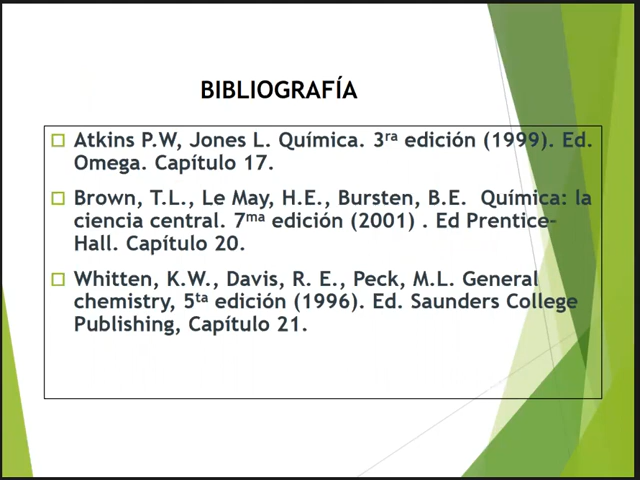 BIBLIOGRAFÍA
Atkins P.W, Jones L. Química. 3ra edición (1999). Ed.
Omega. Capítulo 17.
Brown, T.L., Le May, H.E., Bursten, B.E. Química: la
ciencia central. 7ma edición (2001) . Ed Prentice-
Hall. Capítulo 20.
Whitten, K.W., Davis, R. E., Peck, M.L. General
chemistry, 5ta edición (1996). Ed. Saunders College
Publishing, Capítulo 21.